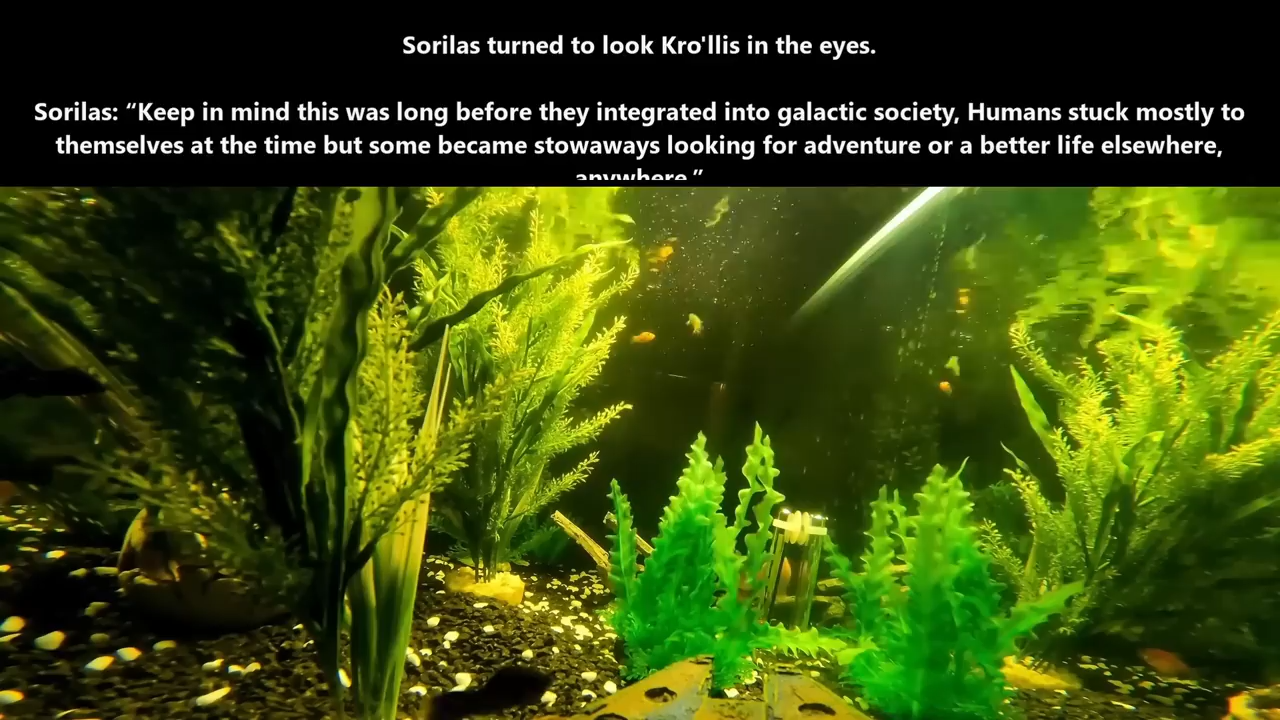 Sorilas turned to look Kro'llis in the eyes.
Sorilas: “Keep in mind this was long before they integrated into galactic society, Humans stuck mostly to
themselves at the time but some became stowaways looking for adventure or a better life elsewhere,
anywhere.”